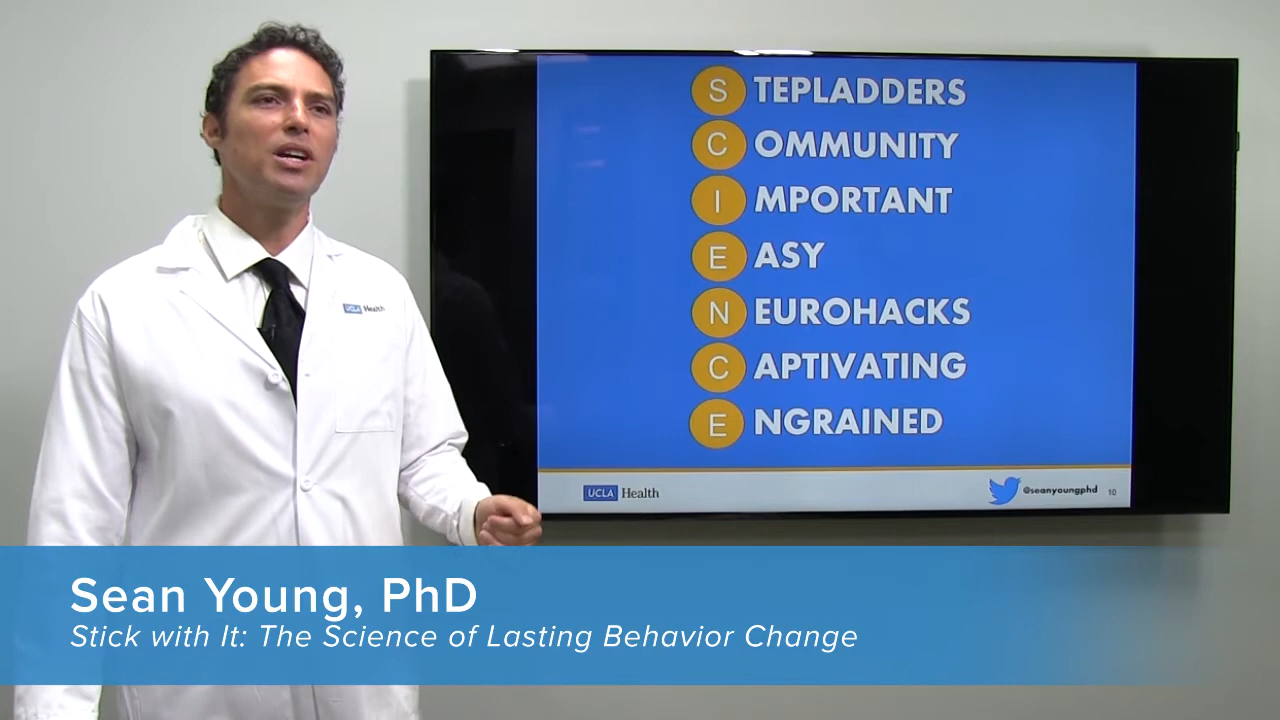 UCLA Health
STEPLADDERS
COMMUNITY
IMPORTANT
EASY
NEUROHACKS
CAPTIVATING
ENGRAINED
UCLA Health
@seanyoungphd 10
Sean Young, PhD
Stick with It: The Science of Lasting Behavior Change